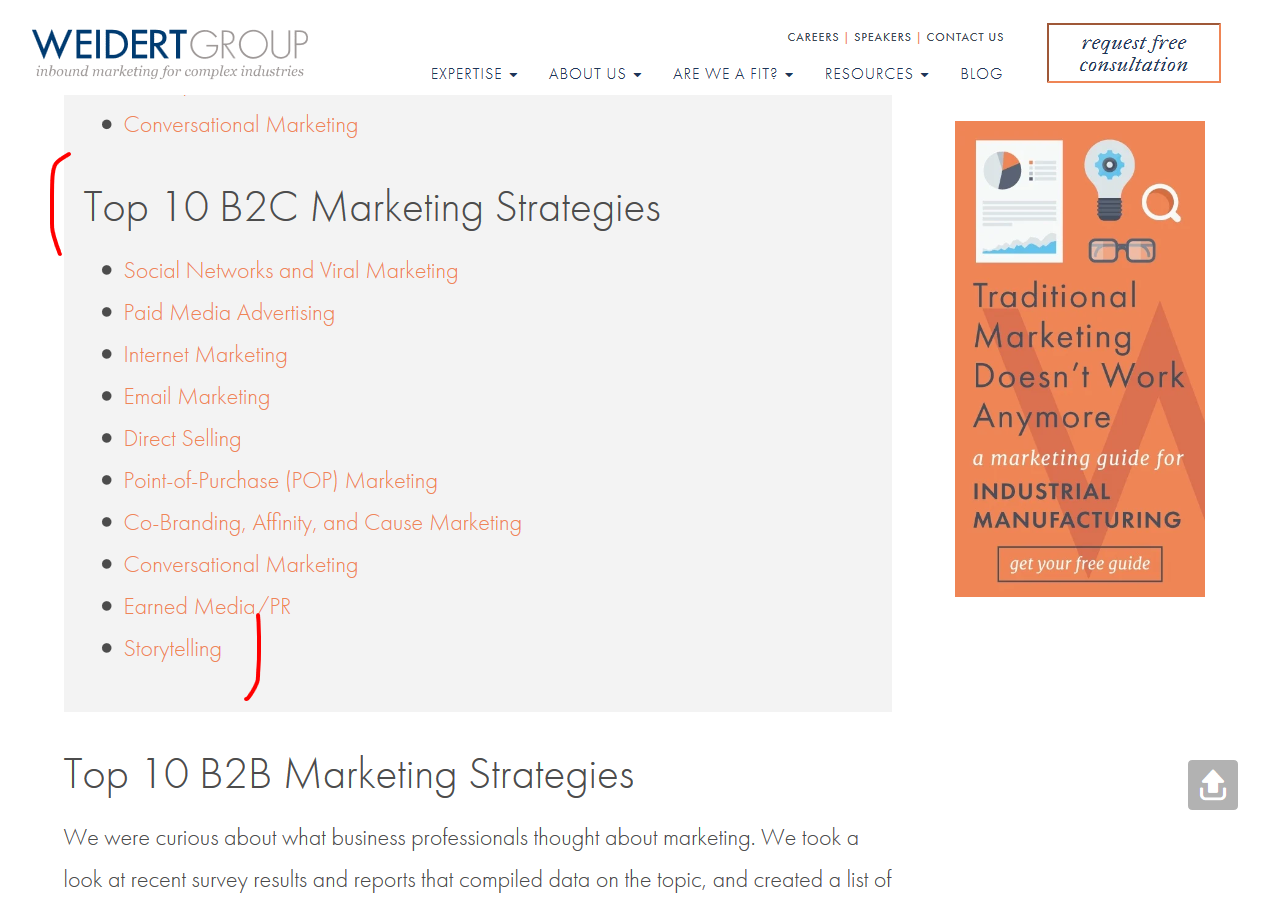 WEIDERTGROUP
inbound marketing for complex industries
CAREERS | SPEAKERS | CONTACT US
EXPERTISE ABOUT US ARE WE A FIT? RESOURCES BLOG
request free
consultation
Conversational Marketing
Top 10 B2C Marketing Strategies
Social Networks and Viral Marketing
Paid Media Advertising
Internet Marketing
Email Marketing
Direct Selling
Point-of-Purchase (POP) Marketing
Co-Branding, Affinity, and Cause Marketing
Conversational Marketing
Earned Media/PR
Storytelling
Traditional
Marketing
Doesn't Work
Anymore
a marketing guide for
INDUSTRIAL
MANUFACTURING
get your free guide
Top 10 B2B Marketing Strategies
We were curious about what business professionals thought about marketing. We took a
look at recent survey results and reports that compiled data on the topic, and created a list of